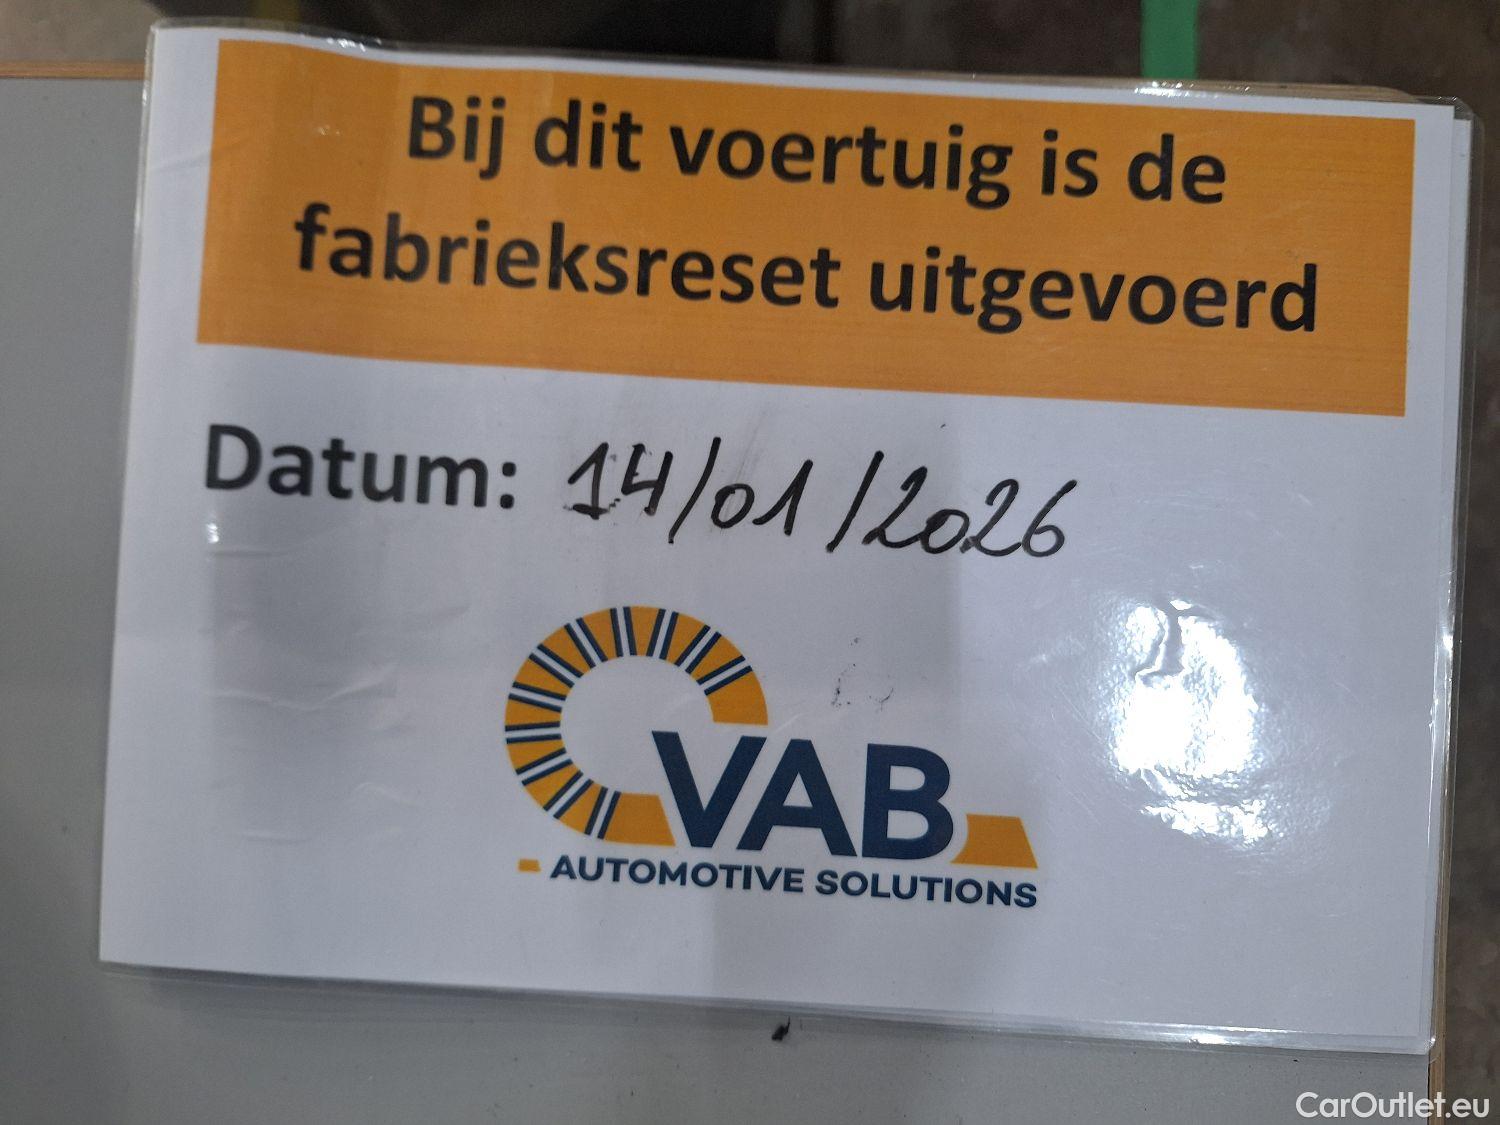 Bij dit voertuig is de
fabrieksreset uitgevoerd
Datum: 14/01/2026
VAB
AUTOMOTIVE SOLUTIONS
CarOutlet.eu